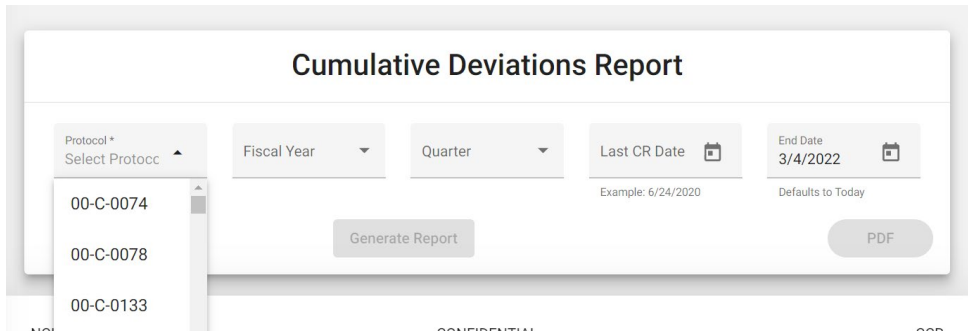 Cumulative Deviations Report
Protocol *
Select Protocc
Fiscal Year
Quarter
Last CR Date
End Date
3/4/2022
Example: 6/24/2020
Defaults to Today
00-C-0074
00-C-0078
00-C-0133
Generate Report
PDF